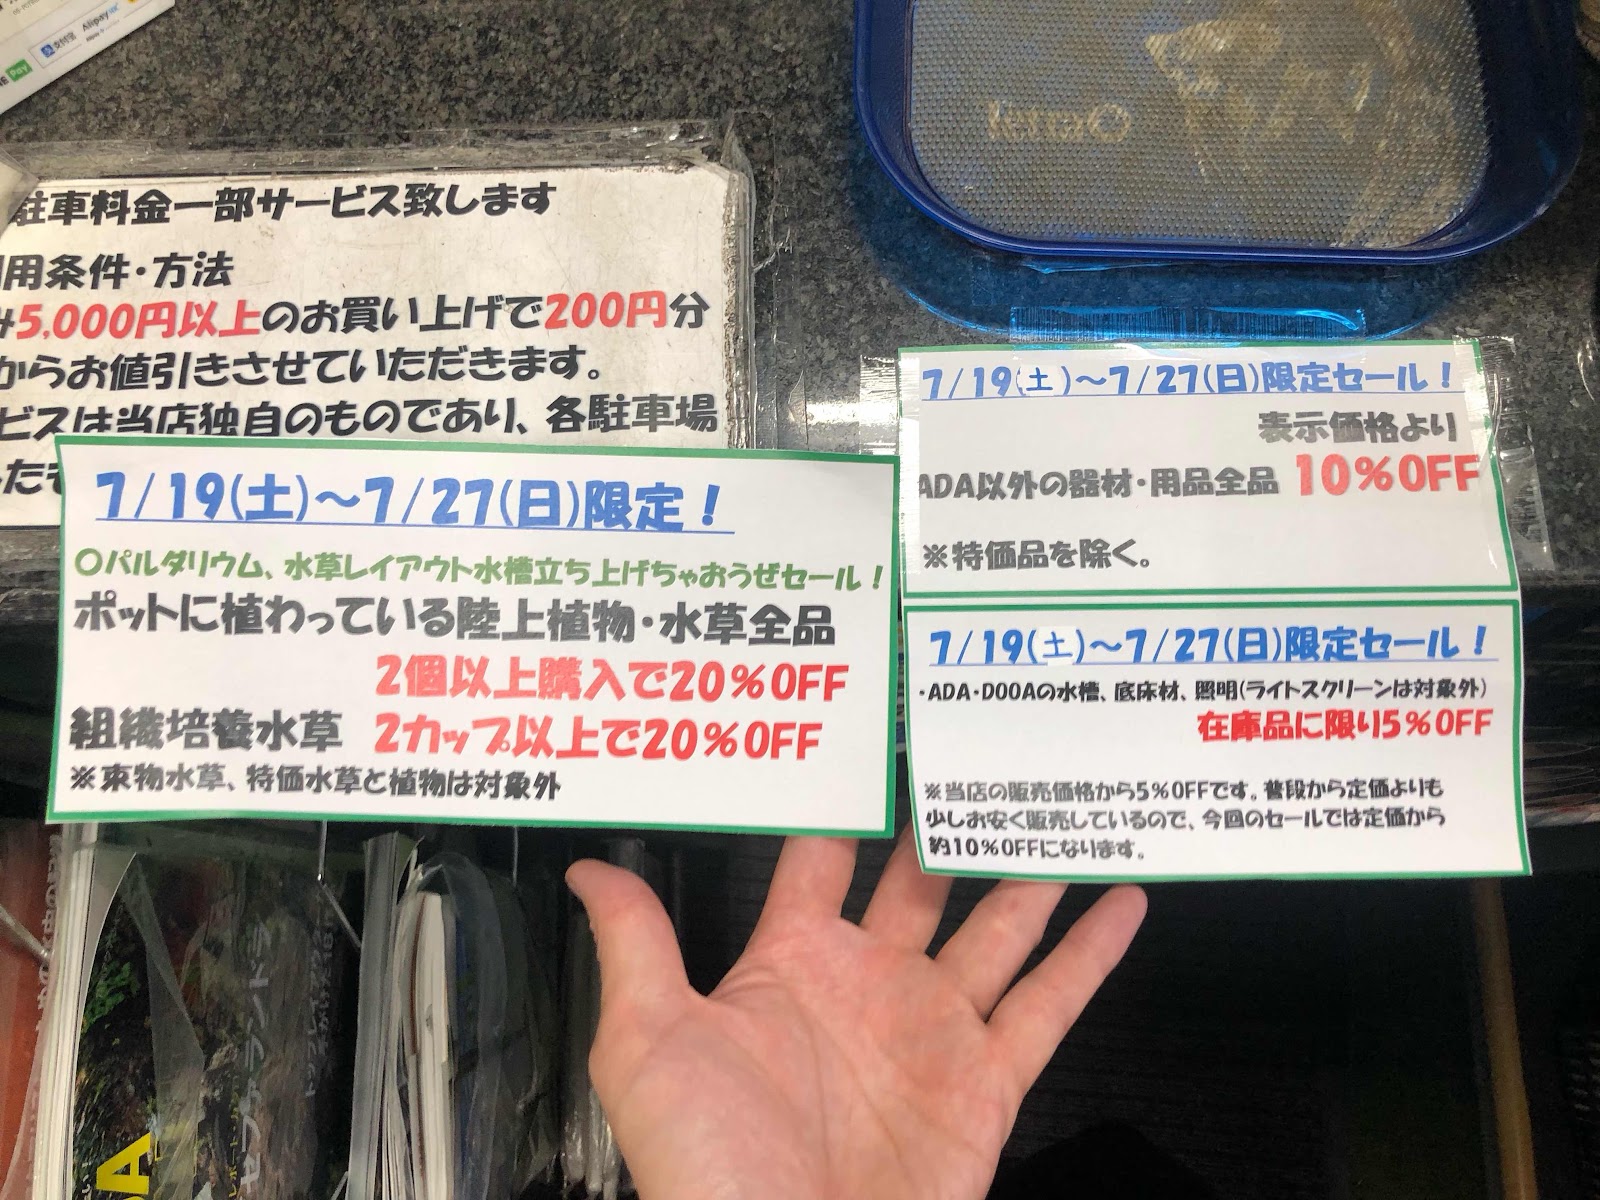 支付宝
Alipay
Pay
駐車料金一部サービス致します
用条件・方法
5,000円以上のお買い上げで200円分
からお値引きさせていただきます。
ビスは当店独自のものであり、各駐車場
7/19(土)～7/27(日)限定！
〇パルダリウム、水草レイアウト水槽立ち上げちゃおうぜセール！
ポットに植わっている陸上植物・水草全品
2個以上購入で20％OFF
組織培養水草 2カップ以上で20％OFF
※束物水草、特価水草と植物は対象外
7/19(土)～7/27(日)限定セール！
表示価格より
ADA以外の器材・用品全品 10％OFF
※特価品を除く。
7/19(土)～7/27(日)限定セール！
・ADA・DOOAの水槽、底床材、照明(ライトスクリーンは対象外)
在庫品に限り5％OFF
※当店の販売価格から5％OFFです。普段から定価よりも
少しお安く販売しているので、今回のセールでは定価から
約10％OFFになります。